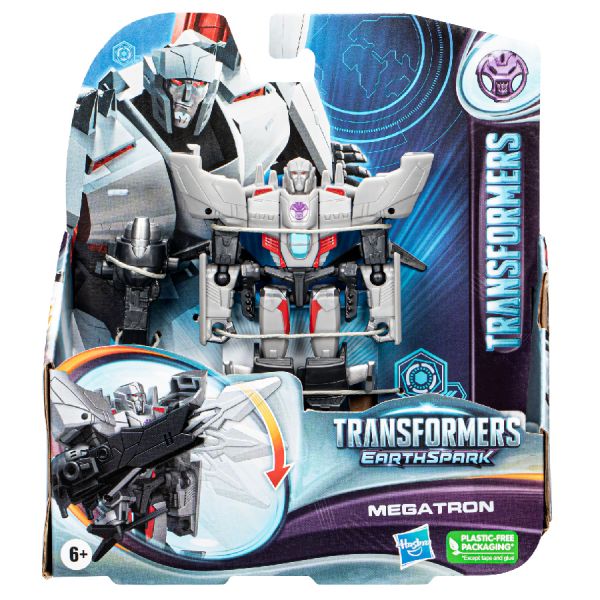 TRANSFORMERS
TRANSFORMERS
EARTHSPARK
MEGATRON
6+
Hasbro
PLASTIC-FREE
PACKAGING*
*Except tape and glue